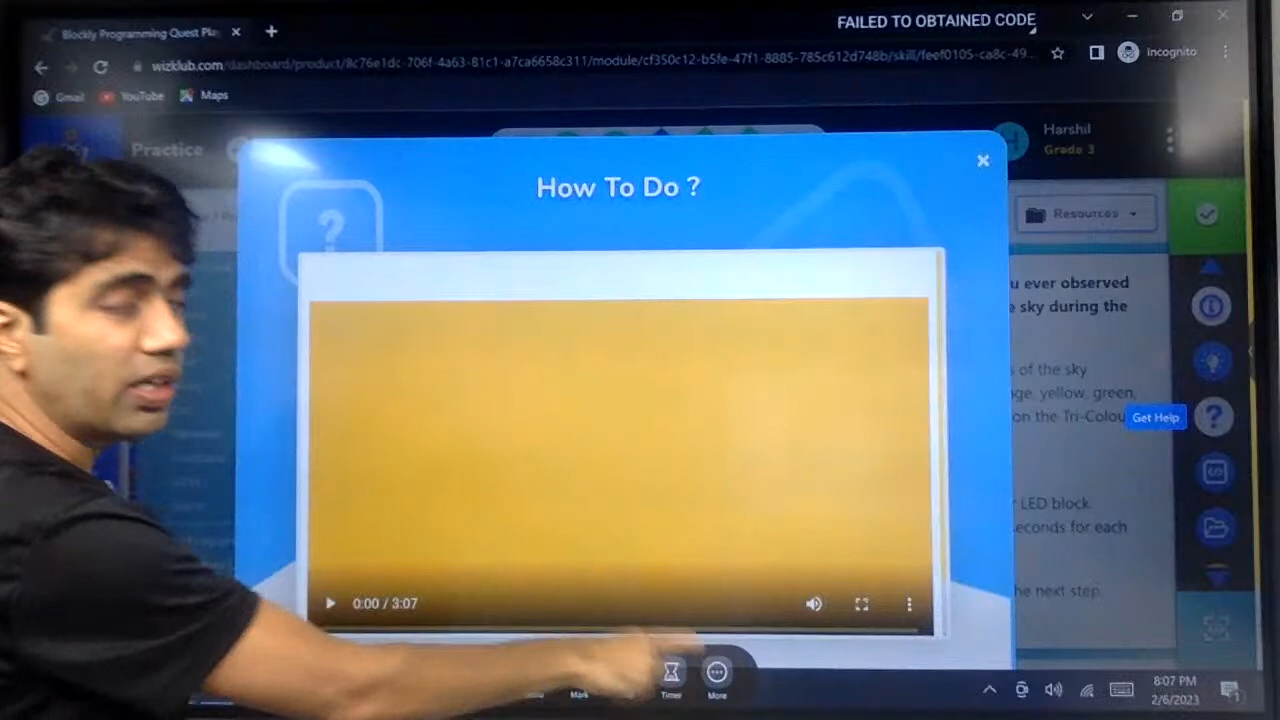 Blockly Programming Quest Pla
FAILED TO OBTAINED CODE
wizklub.com/dashboard/product/8c76e1dc-706f-4a63-81c1-a7ca6658c311/module/cf350c12-b5fe-47f1-8885-785c612d748b/skill/feef0105-ca8c-49...
Incognito
Gmail
YouTube
Maps
Practice
H
Harshil
Grade 3
How To Do ?
?
Resources
u ever observed
e sky during the
s of the sky
nge, yellow, green,
on the Tri-Colou
Get Help
?
LED block.
econds for each
he next step.
0:00 / 3:07
Mark
Timer
More
8:07 PM
2/6/2023
1